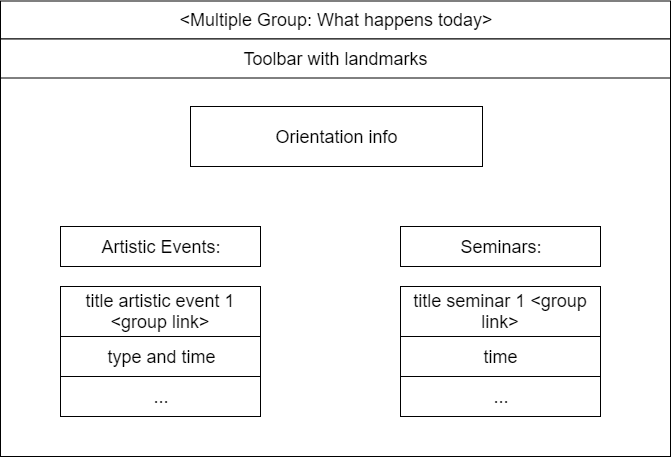 <Multiple Group: What happens today>
Toolbar with landmarks
Orientation info
Artistic Events:
title artistic event 1
<group link>
type and time
...
Seminars:
title seminar 1 <group
link>
time
...